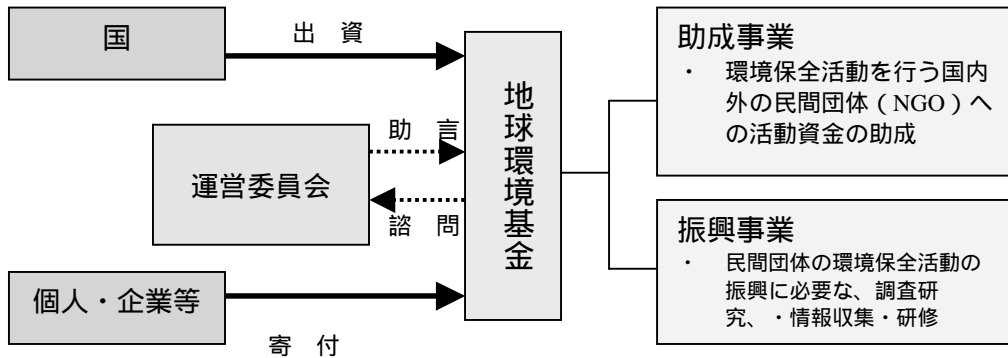 国
出 資
地球環境基金
助 言
運営委員会
諮 問
個人・企業等
寄 付
助成事業
・ 環境保全活動を行う国内
外の民間団体(NGO)へ
の活動資金の助成
振興事業
・ 民間団体の環境保全活動の
振興に必要な、調査研
究、・情報収集・研修